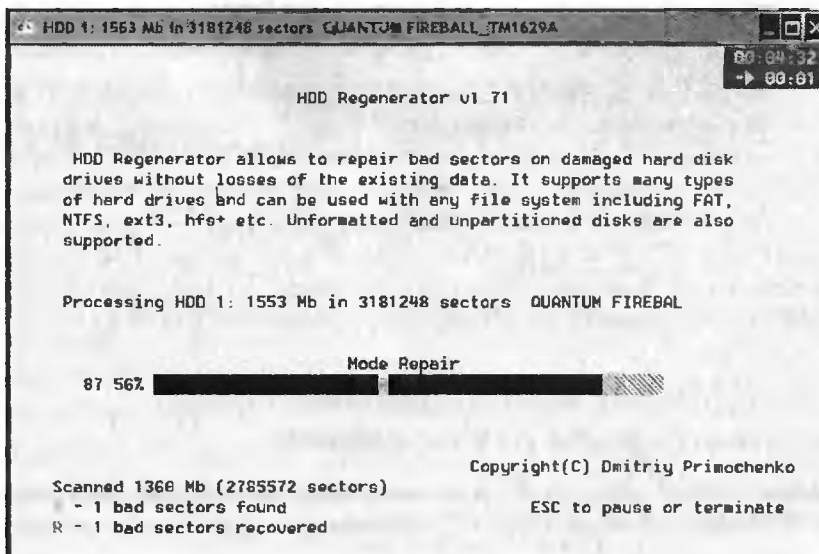 HDD 1: 1553 Mb in 3181248 sectors QUANTUM FIREBALL_TM1629A
00:04:32
00:01
HDD Regenerator v1 71
HDD Regenerator allows to repair bad sectors on damaged hard disk
drives without losses of the existing data. It supports many types
of hard drives and can be used with any file system including FAT,
NTFS, ext3, hfs+ etc. Unformatted and unpartitioned disks are also
supported.
Processing HDD 1: 1553 Mb in 3181248 sectors QUANTUM FIREBAL
Mode Repair
87 56%
Copyright(C) Dmitriy Primochenko
Scanned 1360 Mb (2785572 sectors)
- 1 bad sectors found
ESC to pause or terminate
R - 1 bad sectors recovered